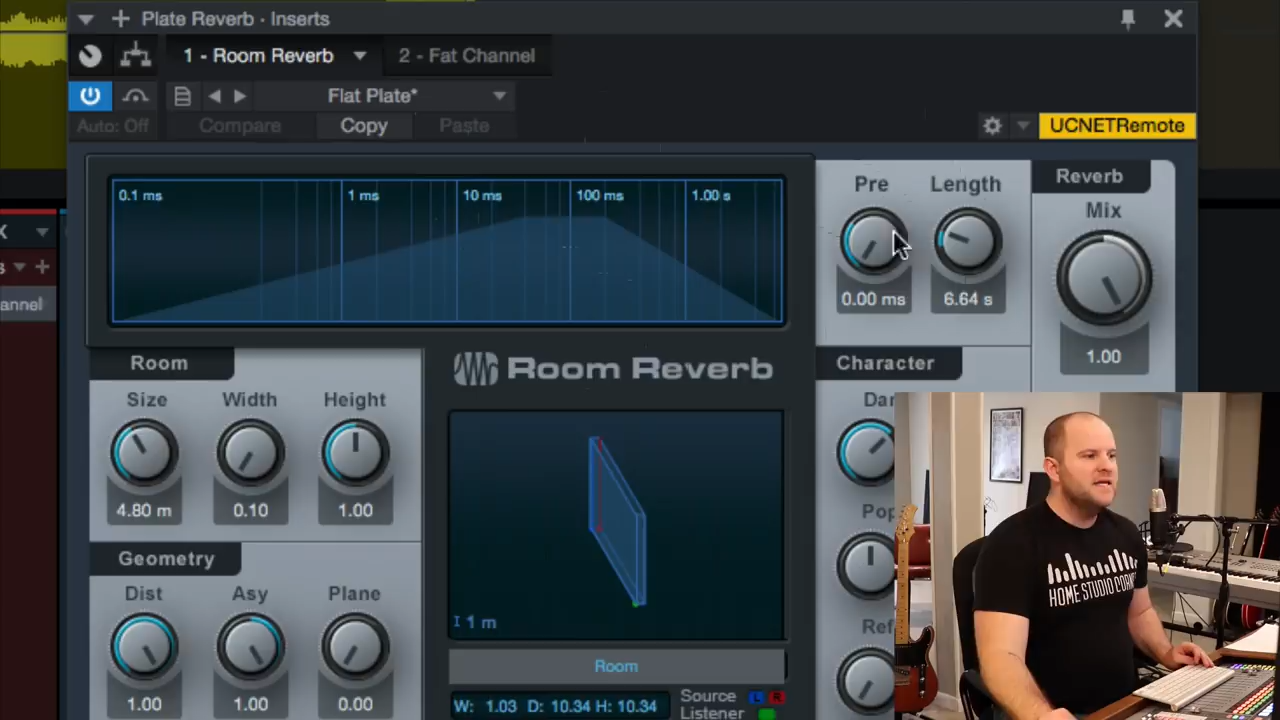 Plate Reverb · Inserts
1 - Room Reverb
2 - Fat Channel
Flat Plate*
Auto: Off
Compare
Copy
Paste
UCNETRemote
0.1 ms
1 ms
10 ms
100 ms
1.00 s
Pre
Length
0.00 ms
6.64 s
Reverb
Mix
1.00
Room
Size
Width
Height
4.80 m
0.10
1.00
Room Reverb
Character
Geometry
Dist
Asy
Plane
1.00
1.00
0.00
1 m
Room
W: 1.03 D: 10.34 H: 10.34
Source L R
Listener
HOME STUDIO CORNE